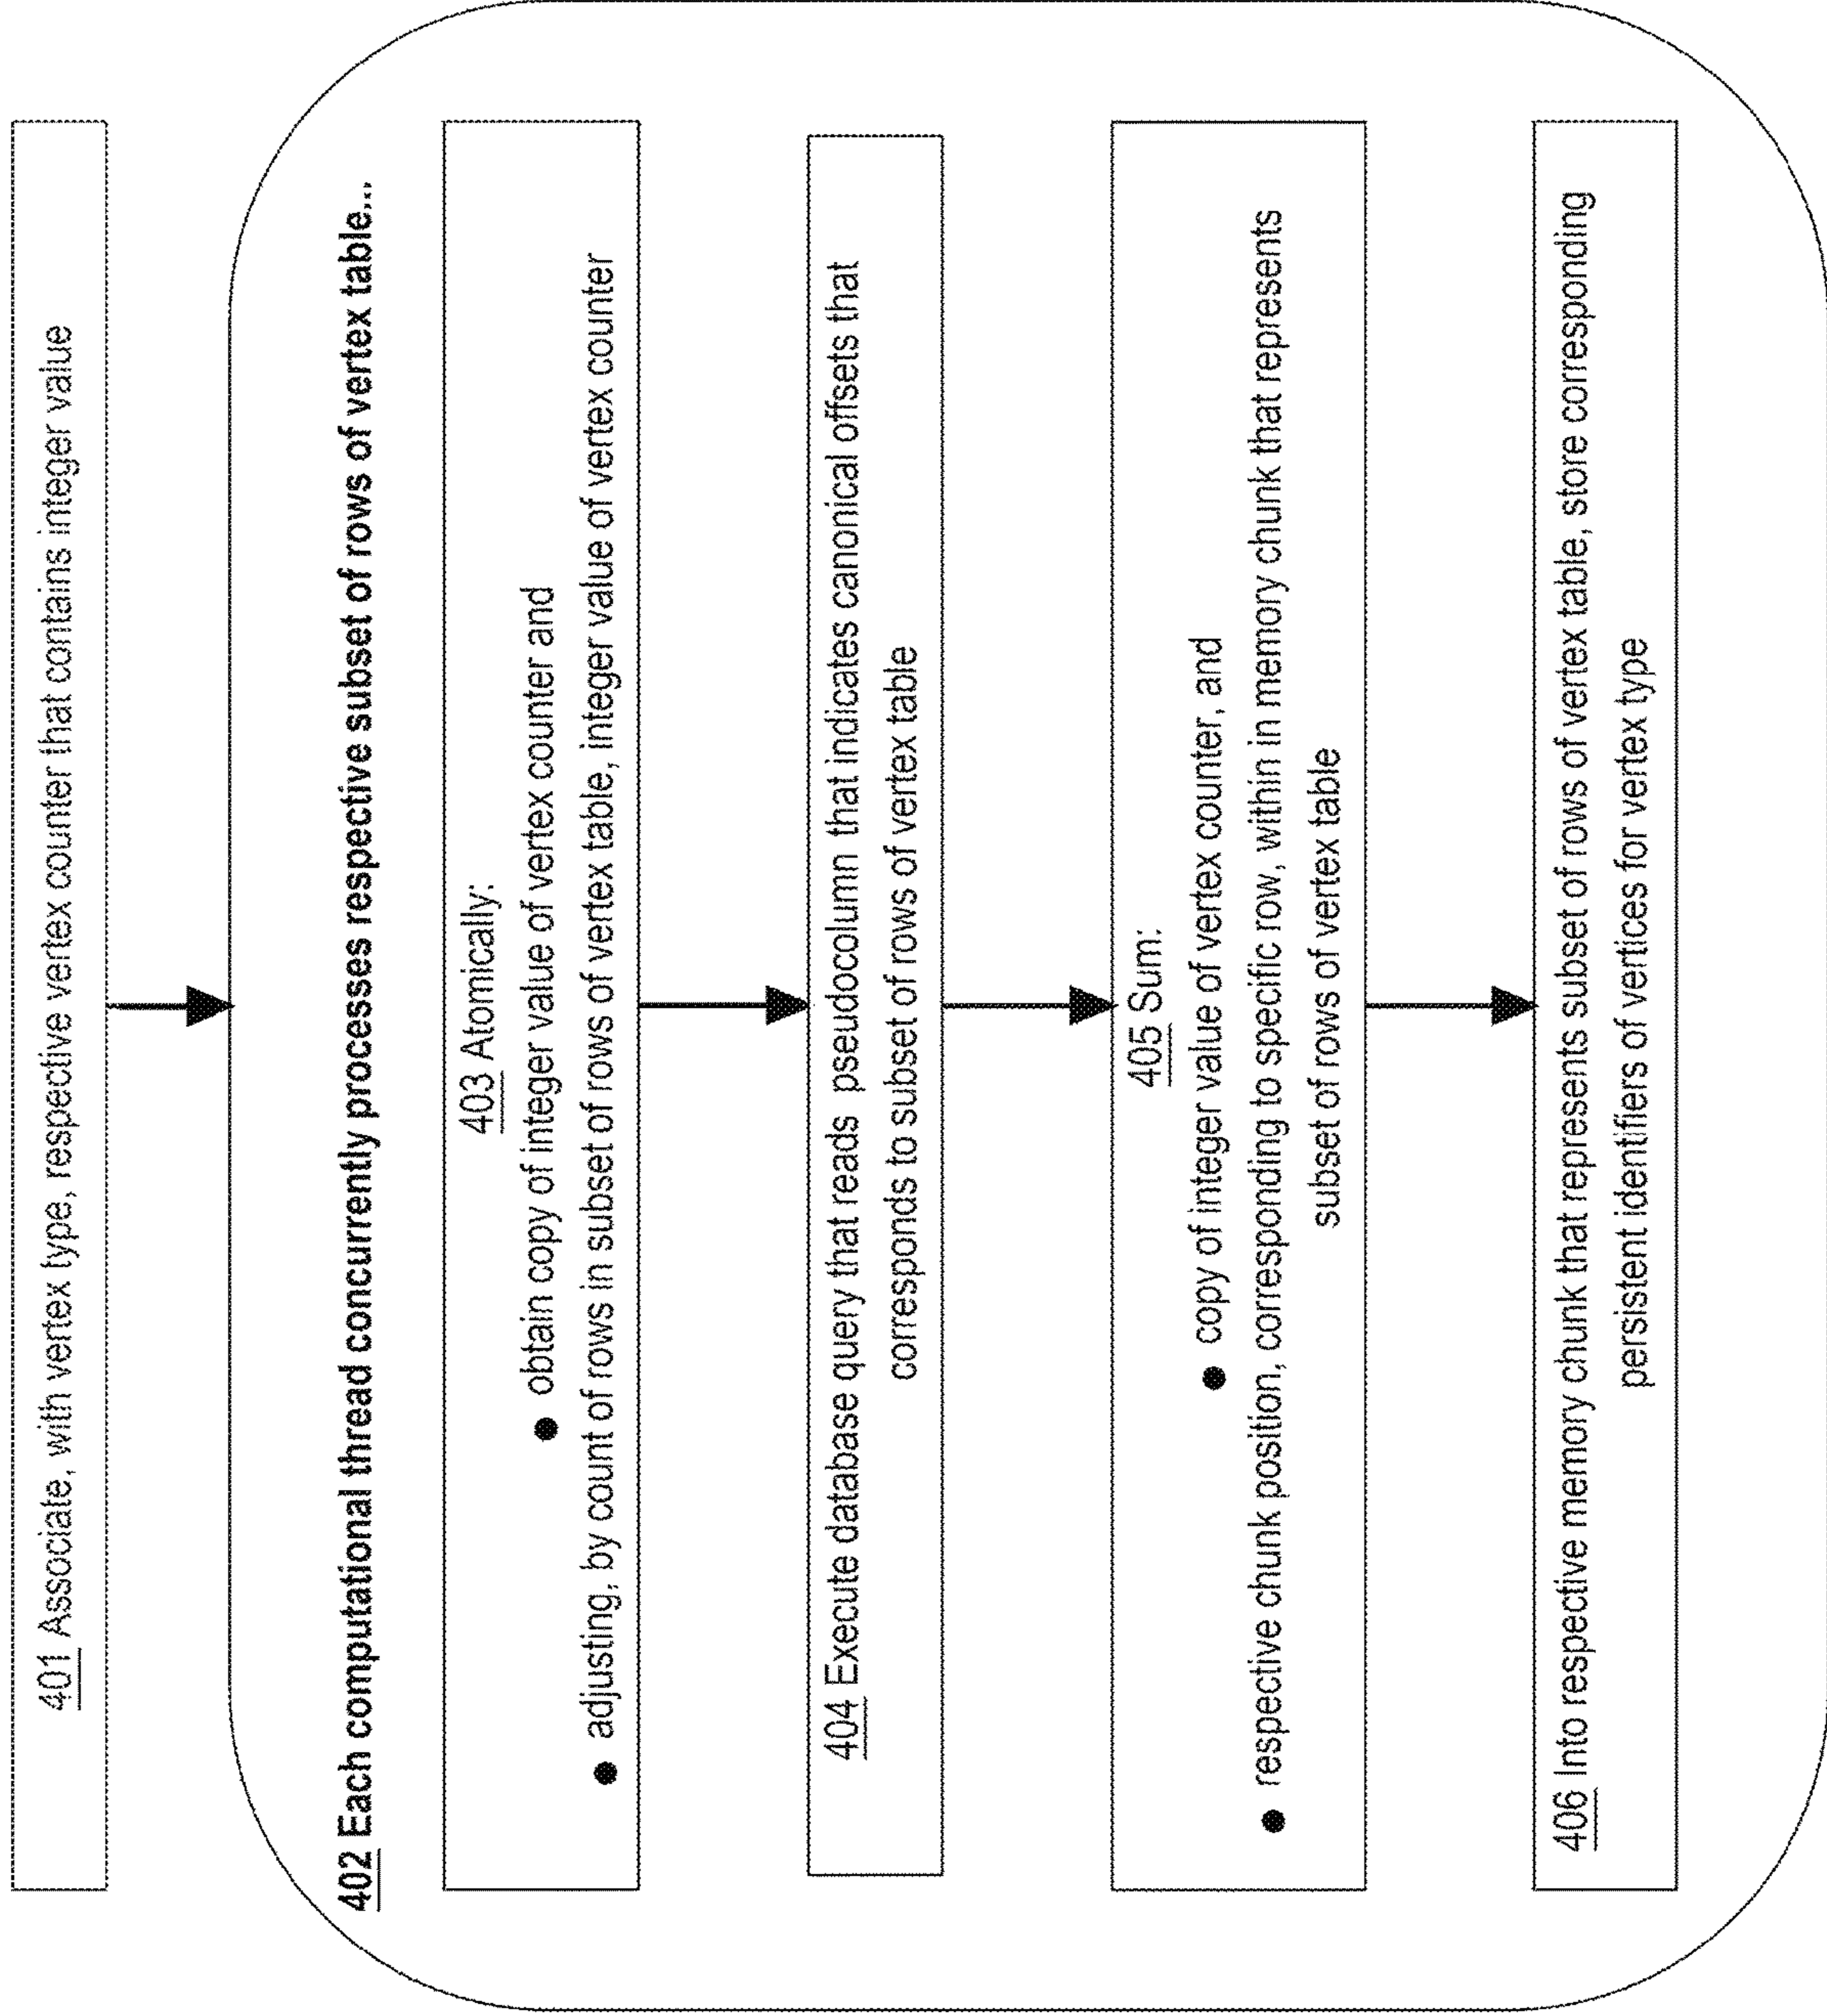 401 Associate, with vertex type, respective vertex counter that contains integer value
402 Each computational thread concurrently processes respective subset of rows of vertex table...
403 Atomically:
● obtain copy of integer value of vertex counter and
● adjusting, by count of rows in subset of rows of vertex table, integer value of vertex counter
404 Execute database query that reads pseudocolumn that indicates canonical offsets that
corresponds to subset of rows of vertex table
405 Sum:
● copy of integer value of vertex counter, and
● respective chunk position, corresponding to specific row, within in memory chunk that represents
subset of rows of vertex table
406 Into respective memory chunk that represents subset of rows of vertex table, store corresponding
persistent identifiers of vertices for vertex type